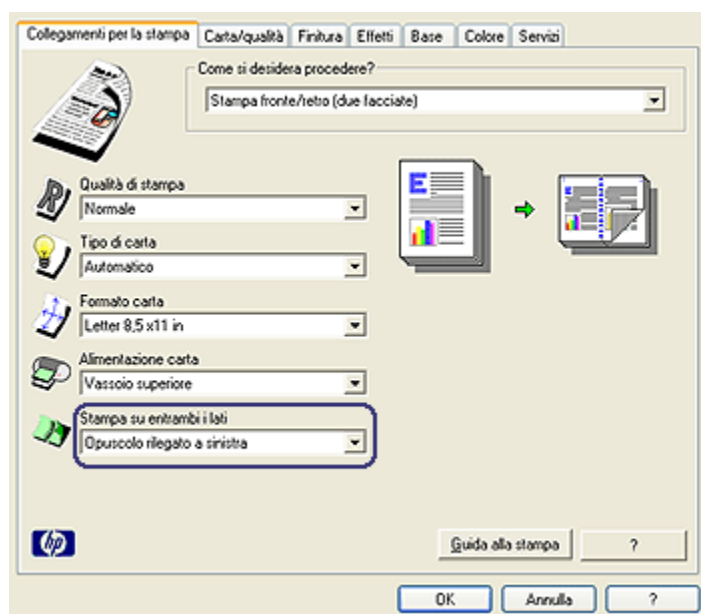 Collegamenti per la stampa Carta/qualità Finitura Effetti Base Colore Servizi
Come si desidera procedere?
Stampa fronte/retro (due facciate)
Qualità di stampa
Normale
Tipo di carta
Automatico
Formato carta
Letter 8,5 x11 in
Alimentazione carta
Vassoio superiore
Stampa su entrambi i lati
Opuscolo rilegato a sinistra
E
E
hp
Guida alla stampa ?
OK Annulla ?